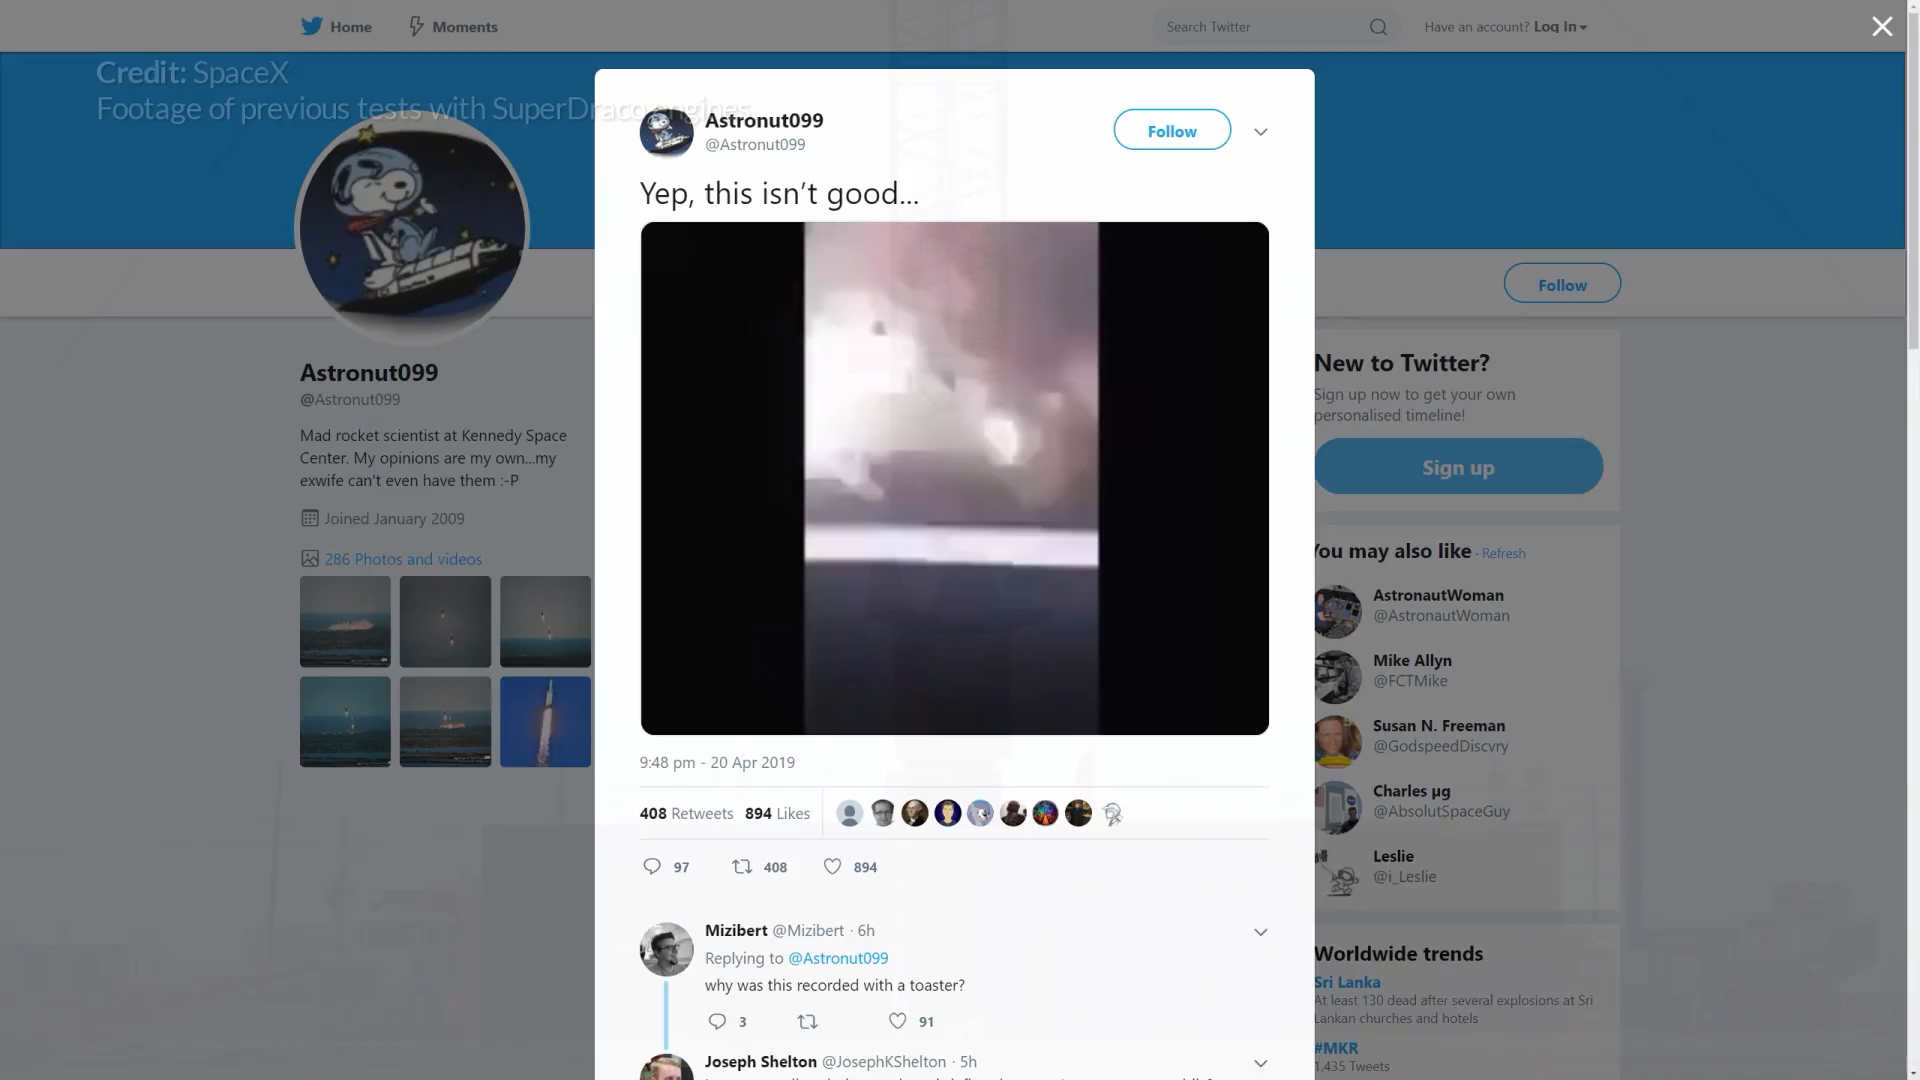 Home
Moments
Search Twitter
Have an account? Log In
Credit: SpaceX
Footage of previous tests with SuperDraco engines
Astronut099
@Astronut099
Follow
Yep, this isn’t good...
9:48 pm - 20 Apr 2019
408 Retweets 894 Likes
97 408 894
Mizibert @Mizibert · 6h
Replying to @Astronut099
why was this recorded with a toaster?
3 91
Joseph Shelton @JosephKShelton · 5h
Astronut099
@Astronut099
Mad rocket scientist at Kennedy Space
Center. My opinions are my own...my
exwife can't even have them :-P
Joined January 2009
286 Photos and videos
Follow
New to Twitter?
Sign up now to get your own
personalised timeline!
Sign up
You may also like · Refresh
AstronautWoman
@AstronautWoman
Mike Allyn
@FCTMike
Susan N. Freeman
@GodspeedDiscvry
Charles µg
@AbsolutSpaceGuy
Leslie
@i_Leslie
Worldwide trends
Sri Lanka
At least 130 dead after several explosions at Sri
Lankan churches and hotels
#MKR
1,435 Tweets